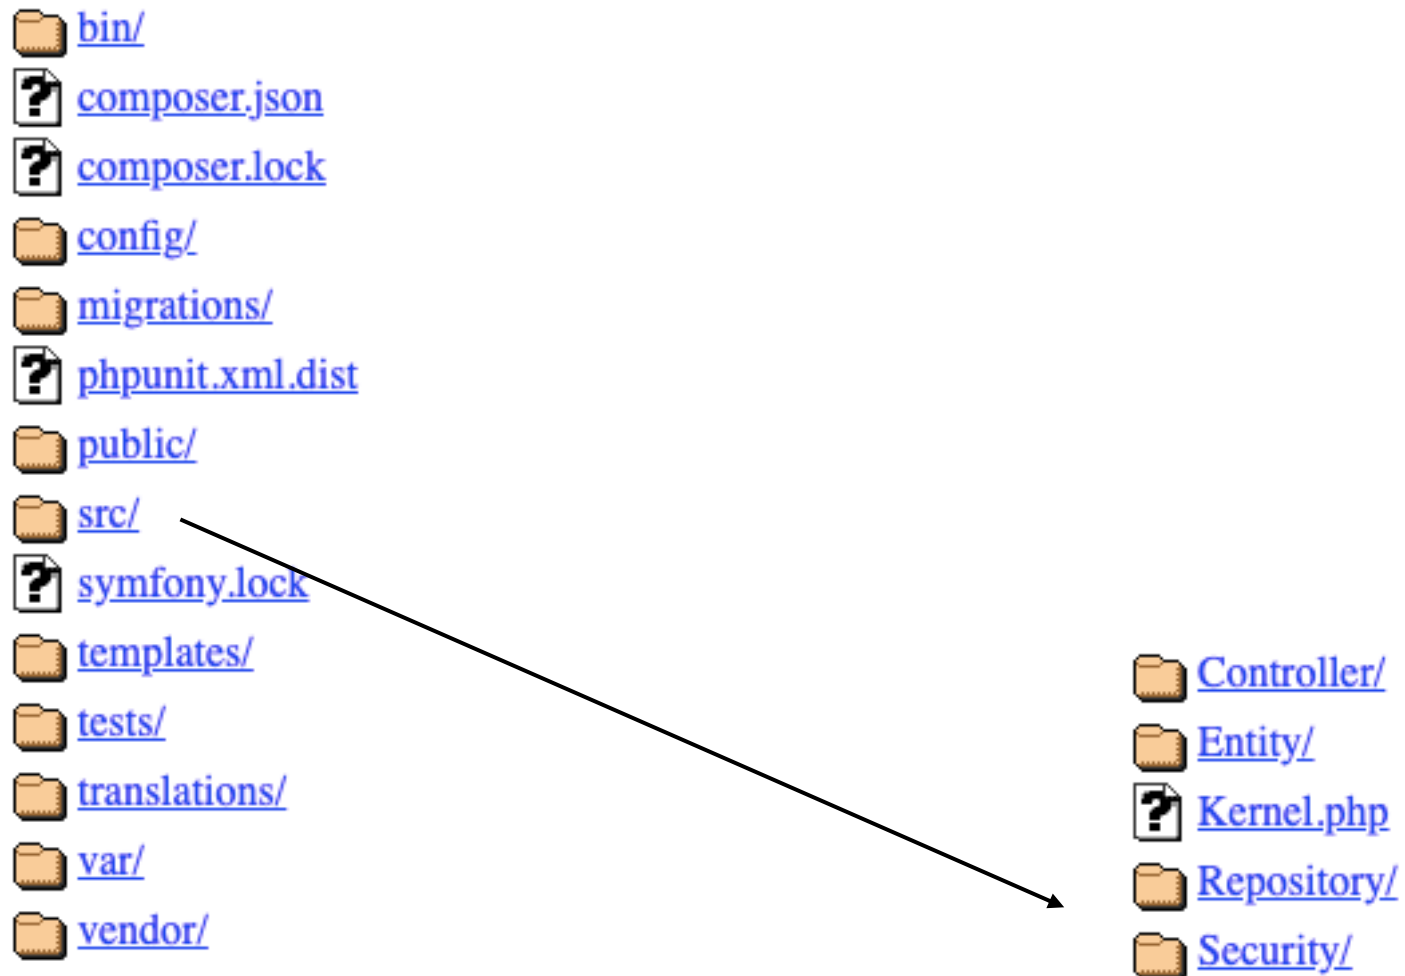 bin/
composer.json
composer.lock
config/
migrations/
phpunit.xml.dist
public/
src/
symfony.lock
templates/
tests/
translations/
var/
vendor/
Controller/
Entity/
Kernel.php
Repository/
Security/